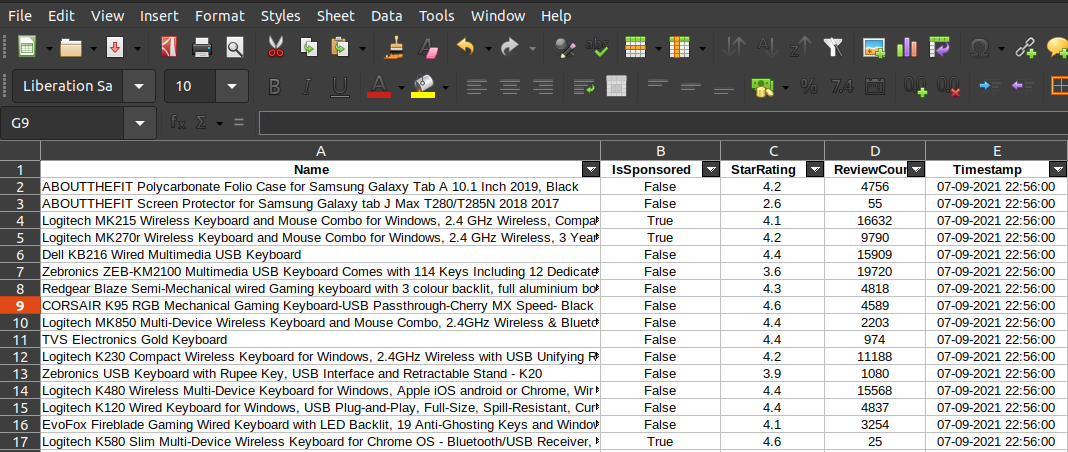 File Edit View Insert Format Styles Sheet Data Tools Window Help
Liberation Sa 10
G9
A B C D E
1 Name IsSponsored StarRating ReviewCour Timestamp
2 ABOUTTHEFIT Polycarbonate Folio Case for Samsung Galaxy Tab A 10.1 Inch 2019, Black False 4.2 4756 07-09-2021 22:56:00
3 ABOUTTHEFIT Screen Protector for Samsung Galaxy tab J Max T280/T285N 2018 2017 False 2.6 55 07-09-2021 22:56:00
4 Logitech MK215 Wireless Keyboard and Mouse Combo for Windows, 2.4 GHz Wireless, Compa True 4.1 16632 07-09-2021 22:56:00
5 Logitech MK270r Wireless Keyboard and Mouse Combo for Windows, 2.4 GHz Wireless, 3 Year True 4.2 9790 07-09-2021 22:56:00
6 Dell KB216 Wired Multimedia USB Keyboard False 4.4 15909 07-09-2021 22:56:00
7 Zebronics ZEB-KM2100 Multimedia USB Keyboard Comes with 114 Keys Including 12 Dedicate False 3.6 19720 07-09-2021 22:56:00
8 Redgear Blaze Semi-Mechanical wired Gaming keyboard with 3 colour backlit, full aluminium bo False 4.3 4818 07-09-2021 22:56:00
9 CORSAIR K95 RGB Mechanical Gaming Keyboard-USB Passthrough-Cherry MX Speed- Black False 4.6 4589 07-09-2021 22:56:00
10 Logitech MK850 Multi-Device Wireless Keyboard and Mouse Combo, 2.4GHz Wireless & Blueto False 4.4 2203 07-09-2021 22:56:00
11 TVS Electronics Gold Keyboard False 4.4 974 07-09-2021 22:56:00
12 Logitech K230 Compact Wireless Keyboard for Windows, 2.4GHz Wireless with USB Unifying R False 4.2 11188 07-09-2021 22:56:00
13 Zebronics USB Keyboard with Rupee Key, USB Interface and Retractable Stand - K20 False 3.9 1080 07-09-2021 22:56:00
14 Logitech K480 Wireless Multi-Device Keyboard for Windows, Apple iOS android or Chrome, Wir False 4.4 15568 07-09-2021 22:56:00
15 Logitech K120 Wired Keyboard for Windows, USB Plug-and-Play, Full-Size, Spill-Resistant, Cur False 4.4 4837 07-09-2021 22:56:00
16 EvoFox Fireblade Gaming Wired Keyboard with LED Backlit, 19 Anti-Ghosting Keys and Window False 4.1 3254 07-09-2021 22:56:00
17 Logitech K580 Slim Multi-Device Wireless Keyboard for Chrome OS - Bluetooth/USB Receiver, True 4.6 25 07-09-2021 22:56:00